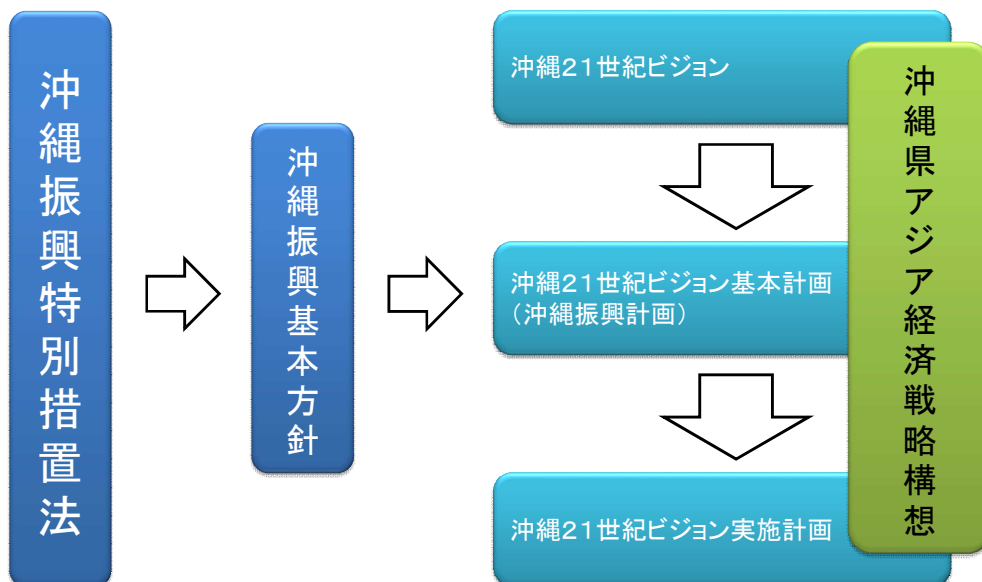 沖縄振興特別措置法
沖縄振興基本方針
沖縄21世紀ビジョン
沖縄21世紀ビジョン基本計画
(沖縄振興計画)
沖縄21世紀ビジョン実施計画
沖縄県アジア経済戦略構想